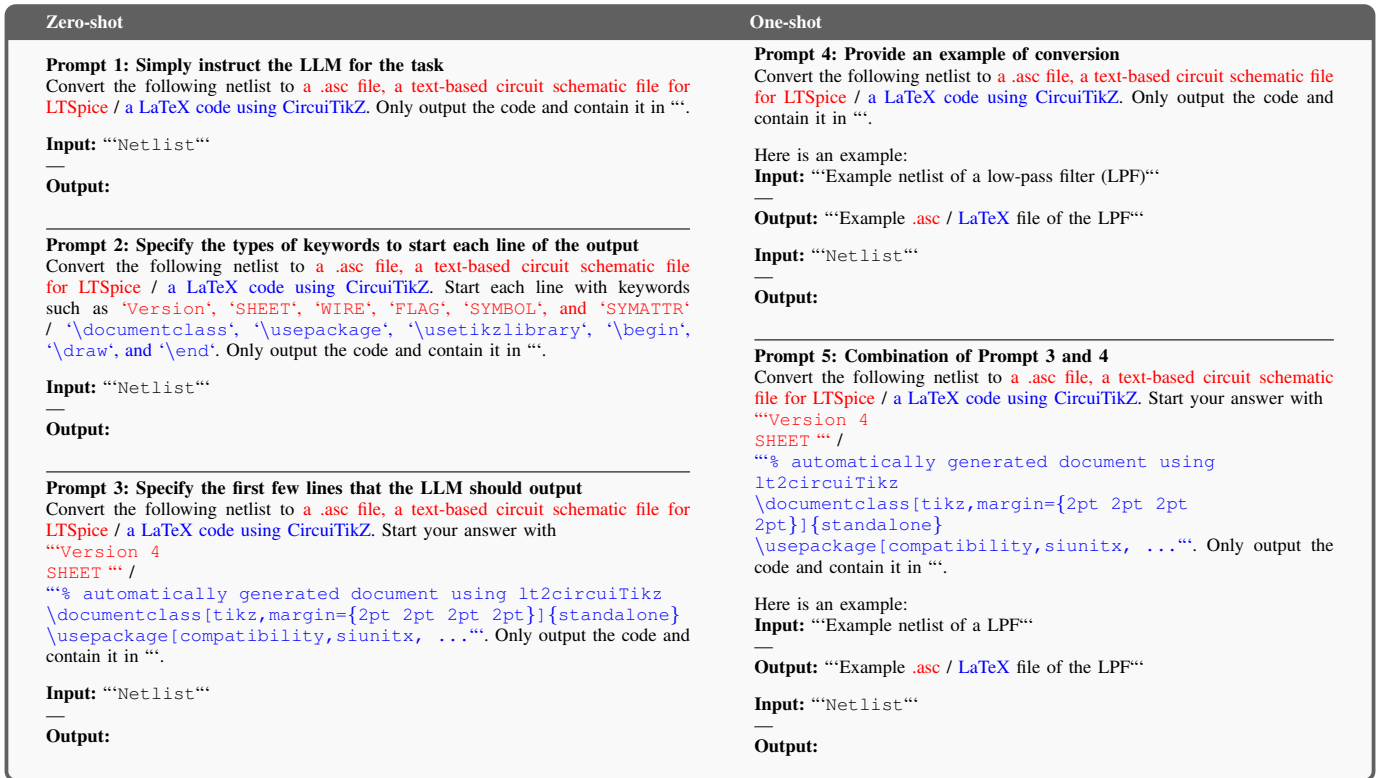 Zero-shot
Prompt 1: Simply instruct the LLM for the task
Convert the following netlist to a .asc file, a text-based circuit schematic file for
LTSpice / a LaTeX code using CircuiTikZ. Only output the code and contain it in “‘.
Input: “‘Netlist“‘
—
Output:
Prompt 2: Specify the types of keywords to start each line of the output
Convert the following netlist to a .asc file, a text-based circuit schematic file
for LTSpice / a LaTeX code using CircuiTikZ. Start each line with keywords
such as ‘Version‘, ‘SHEET‘, ‘WIRE‘, ‘FLAG‘, ‘SYMBOL‘, and ‘SYMATTR‘
/ ‘\documentclass‘, ‘\usepackage‘, ‘\usetikzlibrary‘, ‘\begin‘,
‘\draw‘, and ‘\end‘. Only output the code and contain it in “‘.
Input: “‘Netlist“‘
—
Output:
Prompt 3: Specify the first few lines that the LLM should output
Convert the following netlist to a .asc file, a text-based circuit schematic file for
LTSpice / a LaTeX code using CircuiTikZ. Start your answer with
“‘Version 4
SHEET “‘ /
“‘% automatically generated document using lt2circuiTikz
\documentclass[tikz,margin={2pt 2pt 2pt 2pt}]{standalone}
\usepackage[compatibility,siunitx, ...“‘. Only output the code and
contain it in “‘.
Input: “‘Netlist“‘
—
Output:
One-shot
Prompt 4: Provide an example of conversion
Convert the following netlist to a .asc file, a text-based circuit schematic file
for LTSpice / a LaTeX code using CircuiTikZ. Only output the code and
contain it in “‘.
Here is an example:
Input: “‘Example netlist of a low-pass filter (LPF)“‘
—
Output: “‘Example .asc / LaTeX file of the LPF“‘
Input: “‘Netlist“‘
—
Output:
Prompt 5: Combination of Prompt 3 and 4
Convert the following netlist to a .asc file, a text-based circuit schematic
file for LTSpice / a LaTeX code using CircuiTikZ. Start your answer with
“‘Version 4
SHEET “‘ /
“‘% automatically generated document using
lt2circuiTikz
\documentclass[tikz,margin={2pt 2pt 2pt
2pt}]{standalone}
\usepackage[compatibility,siunitx, ...“‘. Only output the
code and contain it in “‘.
Here is an example:
Input: “‘Example netlist of a LPF“‘
—
Output: “‘Example .asc / LaTeX file of the LPF“‘
Input: “‘Netlist“‘
—
Output: